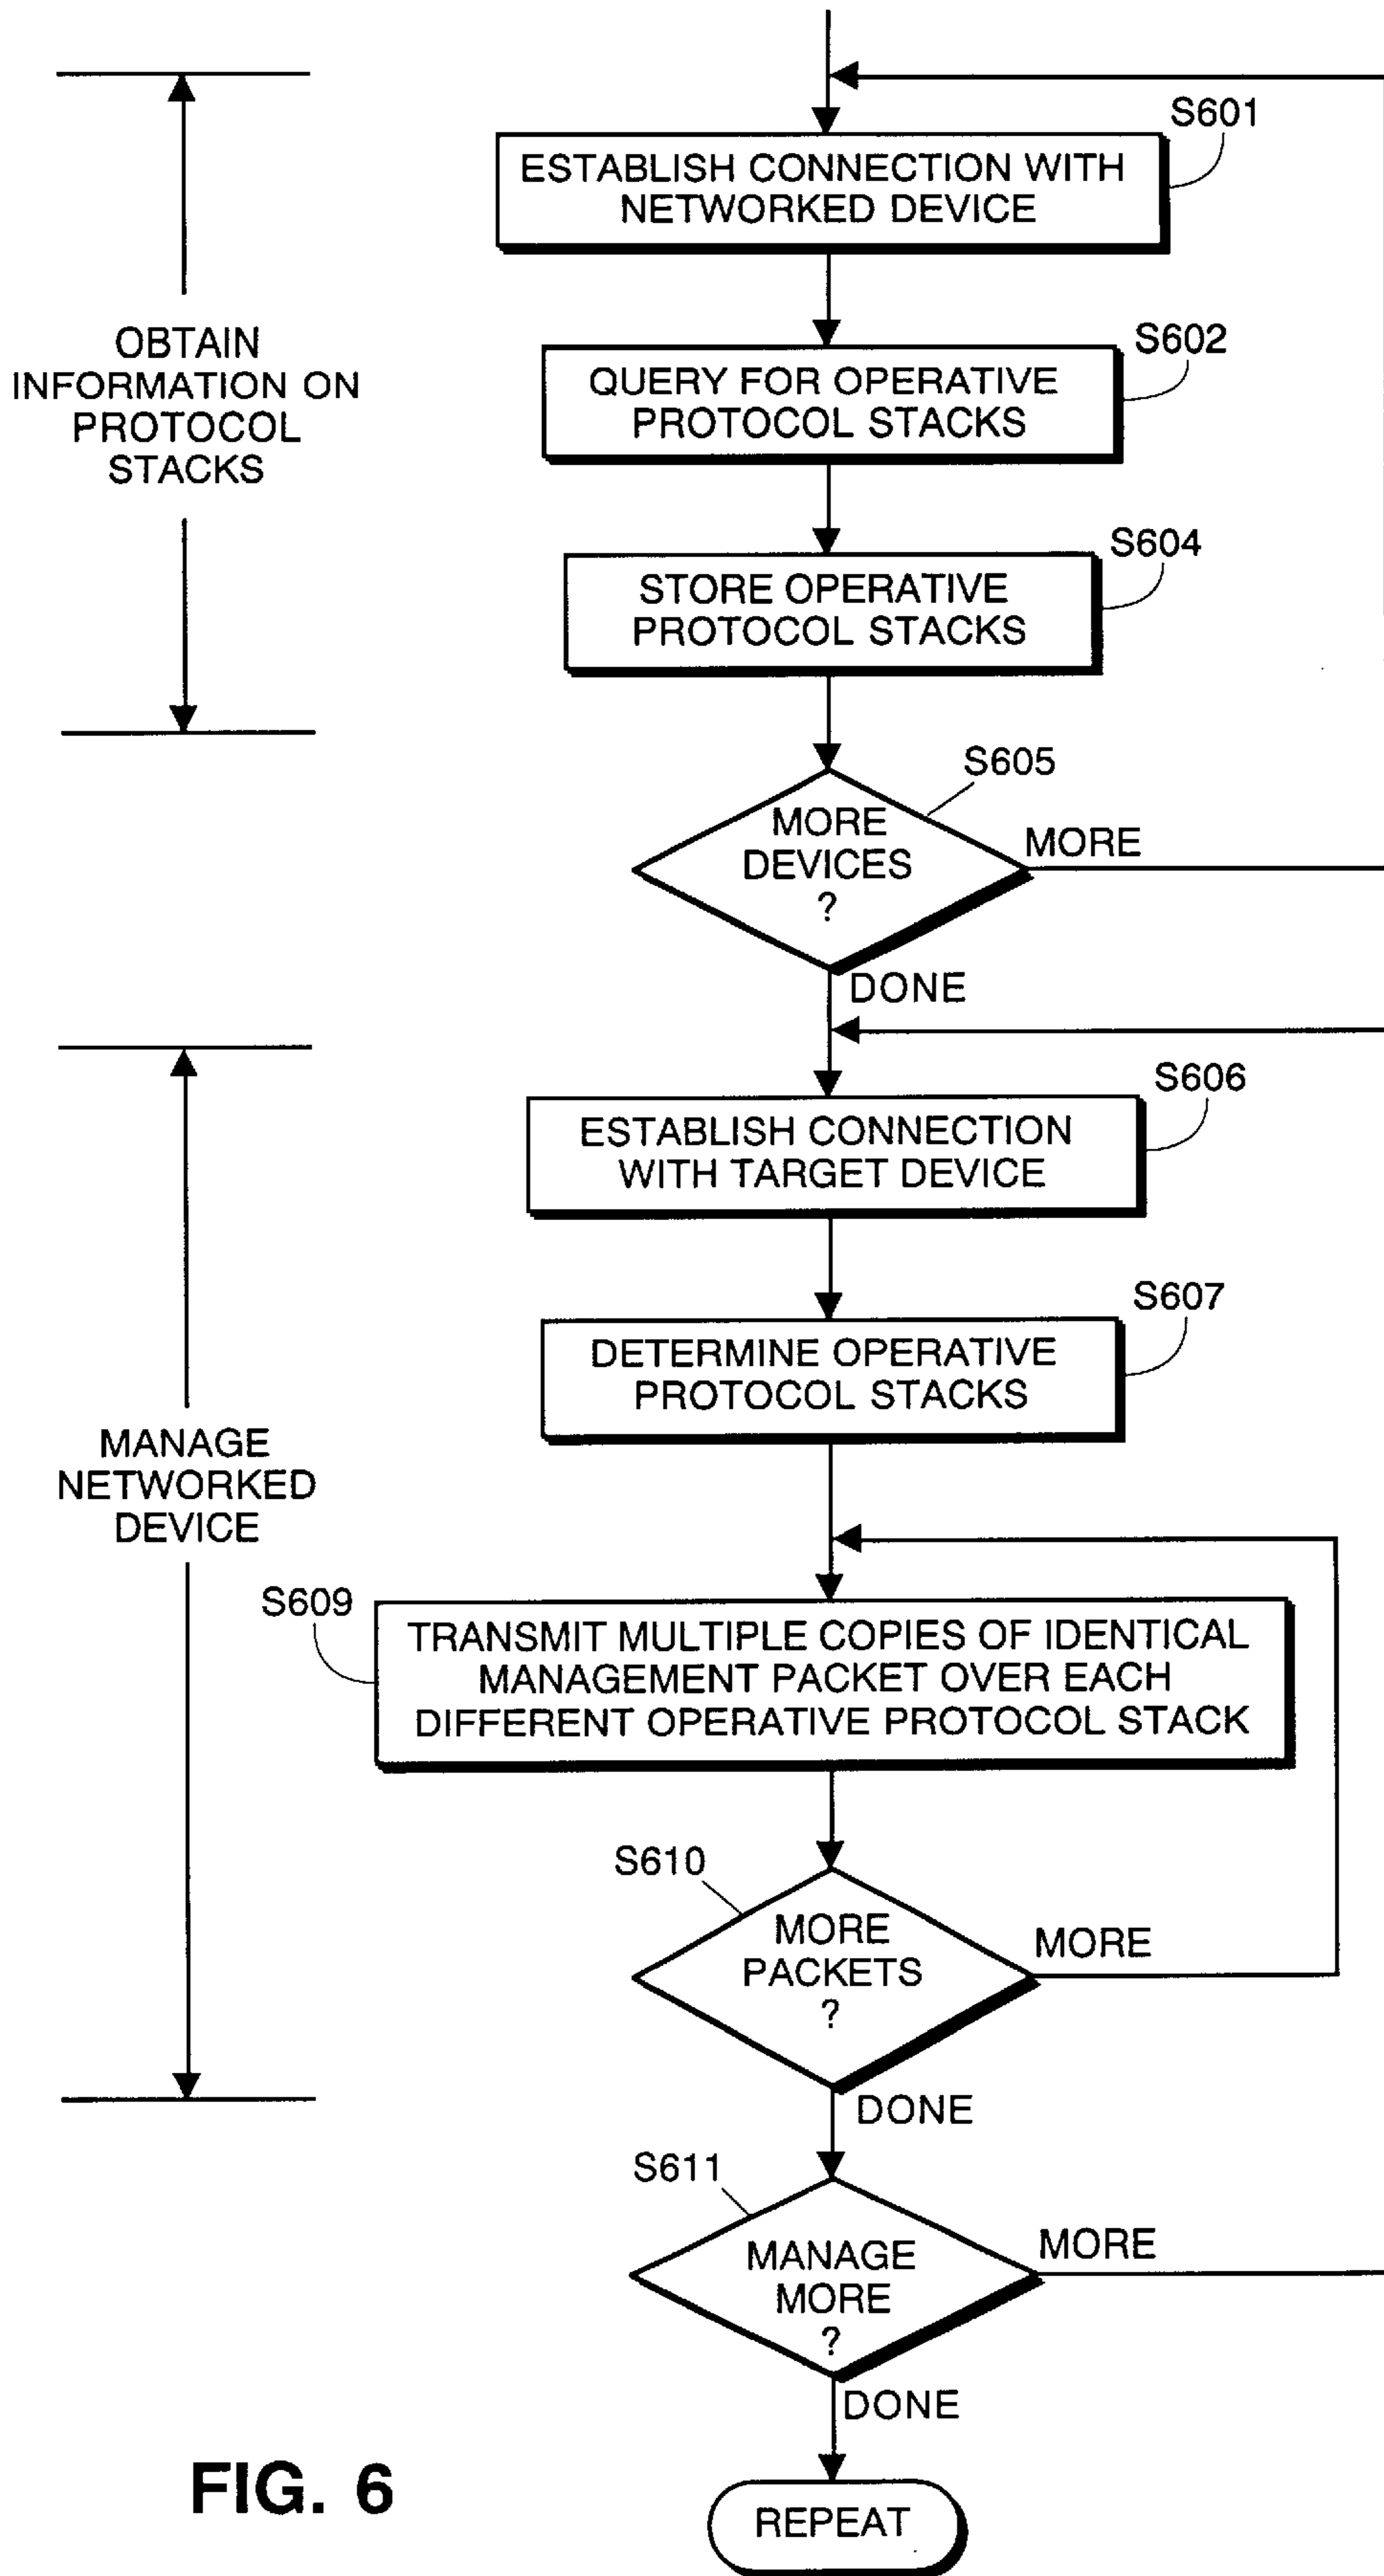 S601
ESTABLISH CONNECTION WITH
NETWORKED DEVICE
OBTAIN
INFORMATION ON
PROTOCOL
STACKS
S602
QUERY FOR OPERATIVE
PROTOCOL STACKS
S604
STORE OPERATIVE
PROTOCOL STACKS
S605
MORE
DEVICES
?
MORE
DONE
S606
ESTABLISH CONNECTION
WITH TARGET DEVICE
S607
DETERMINE OPERATIVE
PROTOCOL STACKS
MANAGE
NETWORKED
DEVICE
S609
TRANSMIT MULTIPLE COPIES OF IDENTICAL
MANAGEMENT PACKET OVER EACH
DIFFERENT OPERATIVE PROTOCOL STACK
S610
MORE
PACKETS
?
MORE
DONE
S611
MANAGE
MORE
?
MORE
DONE
REPEAT
FIG. 6